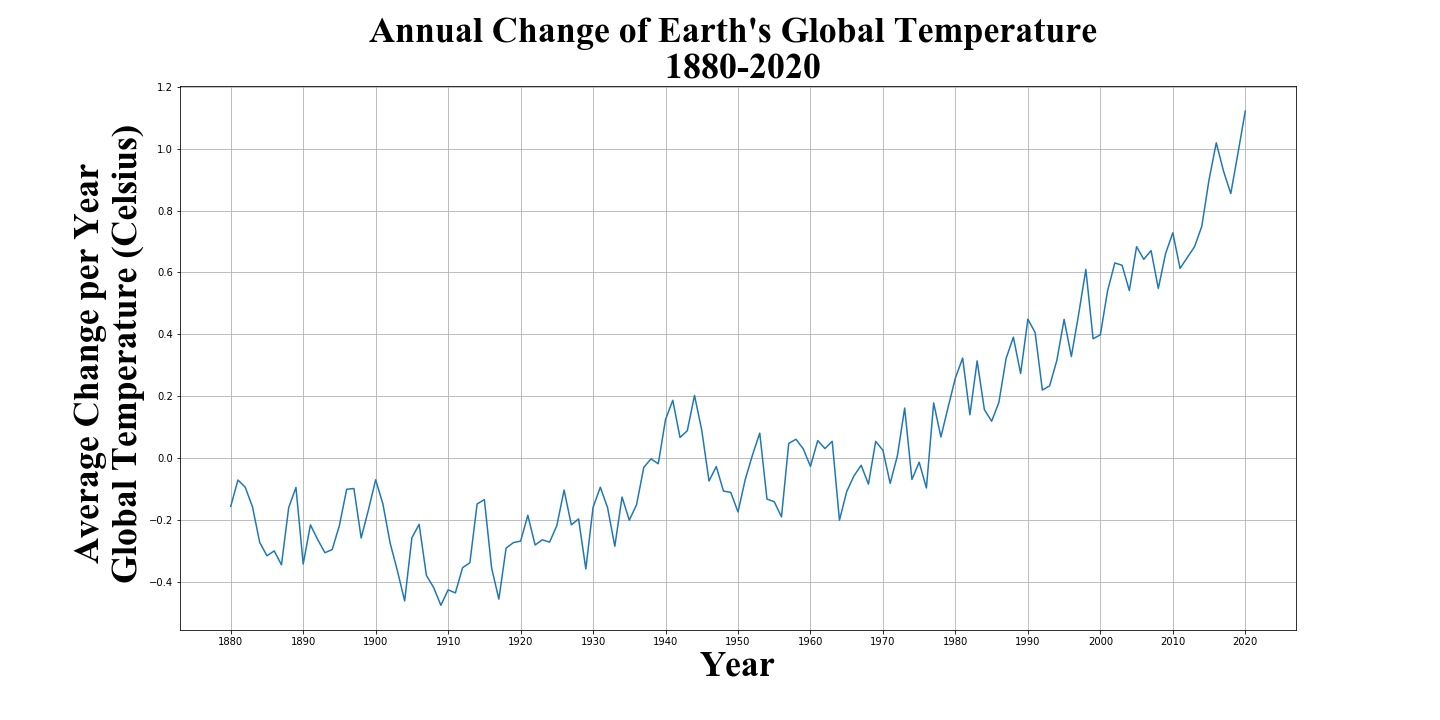 Annual Change of Earth's Global Temperature
1880-2020
Average Change per Year
Global Temperature (Celsius)
1.2
1.0
0.8
0.6
0.4
0.2
0.0
−0.2
−0.4
1880 1890 1900 1910 1920 1930 1940 1950 1960 1970 1980 1990 2000 2010 2020
Year